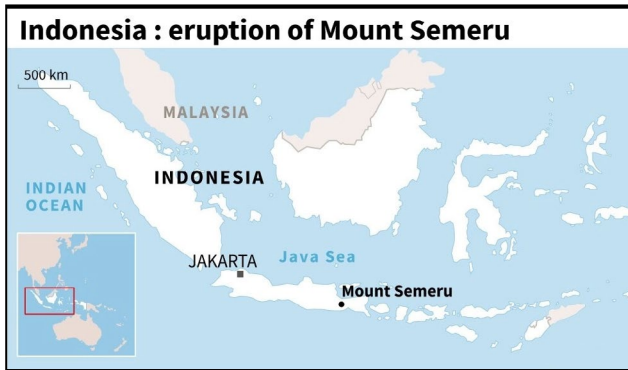 Indonesia : eruption of Mount Semeru
500 km
MALAYSIA
INDONESIA
INDIAN
OCEAN
JAKARTA
Java Sea
Mount Semeru